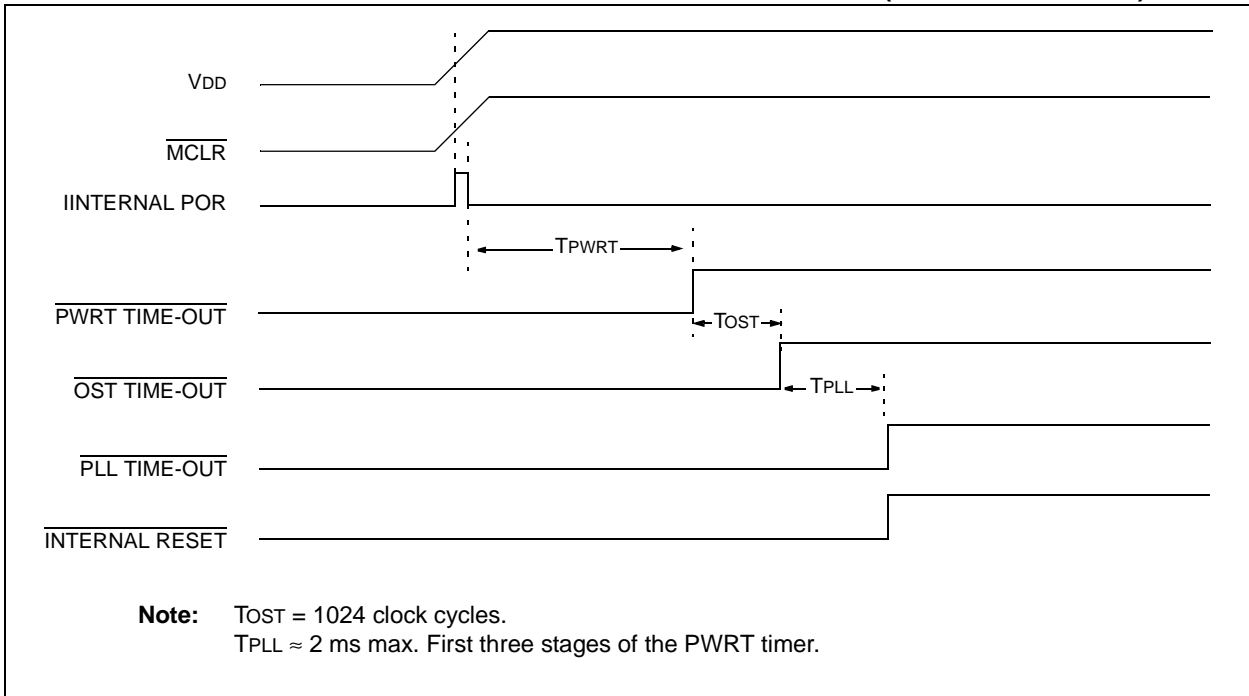 VDD
MCLR
IINTERNAL POR
TPWRT
PWRT TIME-OUT
TOST
OST TIME-OUT
TPLL
PLL TIME-OUT
INTERNAL RESET
Note: TOST = 1024 clock cycles.
TPLL ≈ 2 ms max. First three stages of the PWRT timer.